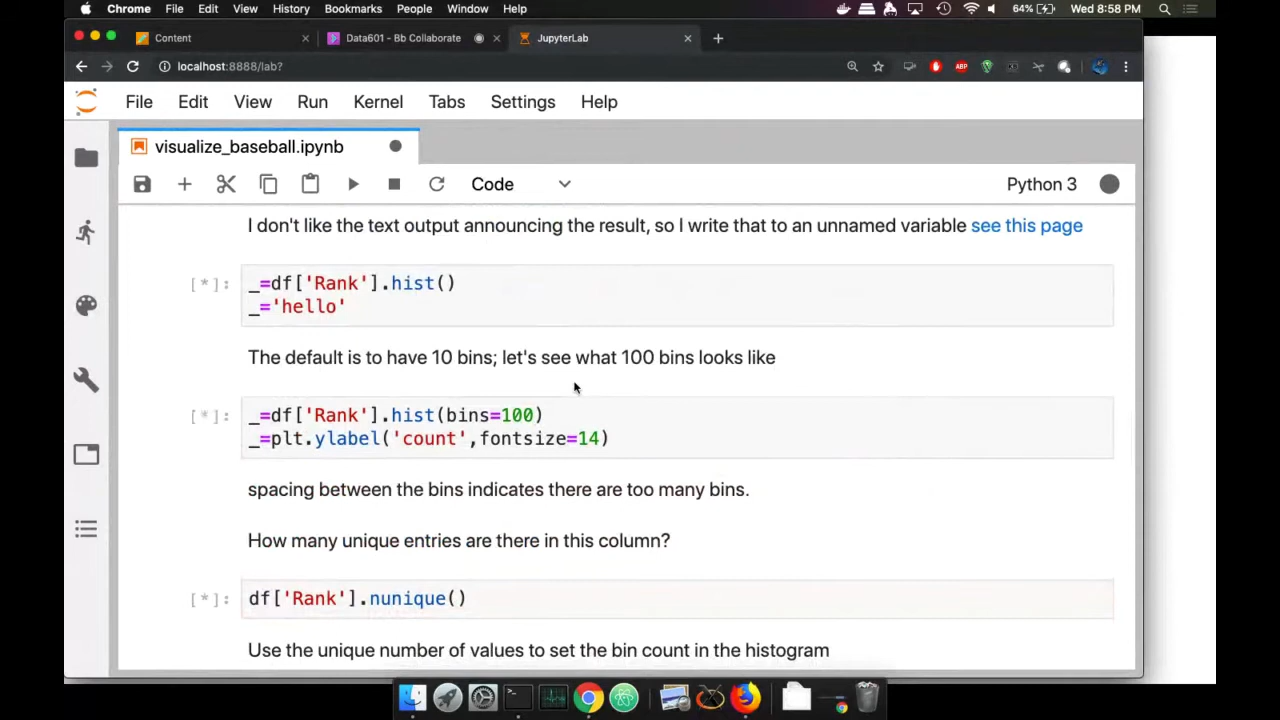 Chrome File Edit View History Bookmarks People Window Help 64% Wed 8:58 PM
Content Data601 - Bb Collaborate JupyterLab
localhost:8888/lab? ABP
File Edit View Run Kernel Tabs Settings Help
visualize_baseball.ipynb
Code Python 3
I don't like the text output announcing the result, so I write that to an unnamed variable see this page
[*]: _=df['Rank'].hist()
_='hello'
The default is to have 10 bins; let's see what 100 bins looks like
[*]: _=df['Rank'].hist(bins=100)
_=plt.ylabel('count',fontsize=14)
spacing between the bins indicates there are too many bins.
How many unique entries are there in this column?
[*]: df['Rank'].nunique()
Use the unique number of values to set the bin count in the histogram